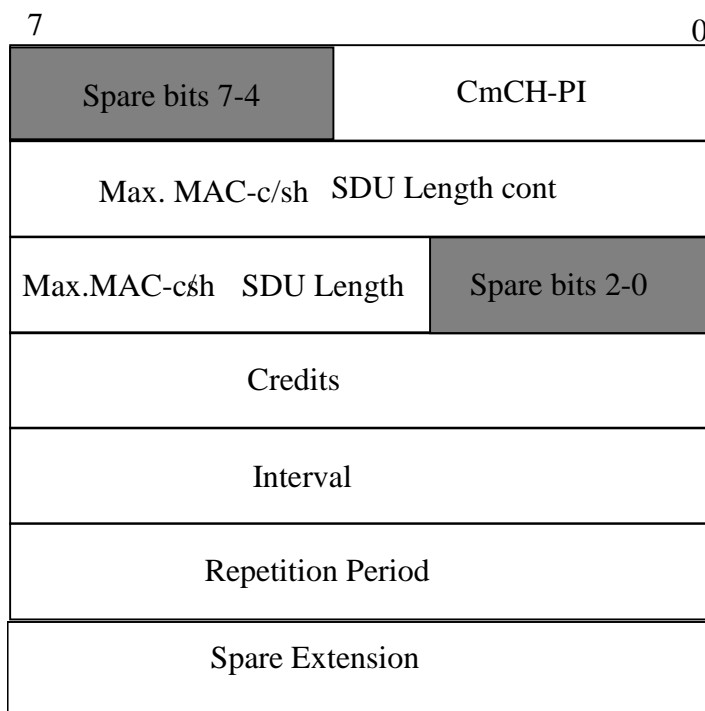 7 0
Spare bits 7-4 CmCH-PI
Max. MAC-c/sh SDU Length cont
Max.MAC-c/sh SDU Length Spare bits 2-0
Credits
Interval
Repetition Period
Spare Extension